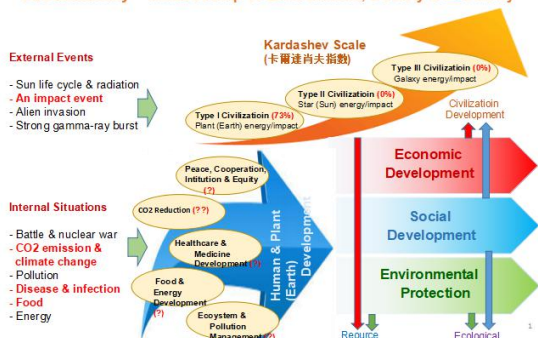 Kardashev Scale
(卡爾達肖夫指數)
External Events
- Sun life cycle & radiation
- An impact event
- Alien invasion
- Strong gamma-ray burst
Type III Civilizatioin (0%)
Galaxy energy/impact
Type II Civilizatioin (0%)
Star (Sun) energy/impact
Type I Civilizatioin (73%)
Plant (Earth) energy/impact
Civilizatioin
Development
Economic
Development
Social
Development
Environmental
Protection
Peace, Cooperation,
Intitution & Equity
(?)
CO2 Reduction (??)
Healthcare &
Medicine
Development (?)
Food &
Energy
Development
(?)
Ecosystem &
Pollution
Management (?)
Human & Plant
(Earth)
Development
Internal Situations
- Battle & nuclear war
- CO2 emission &
climate change
- Pollution
- Disease & infection
- Food
- Energy
Reource
Ecological
1